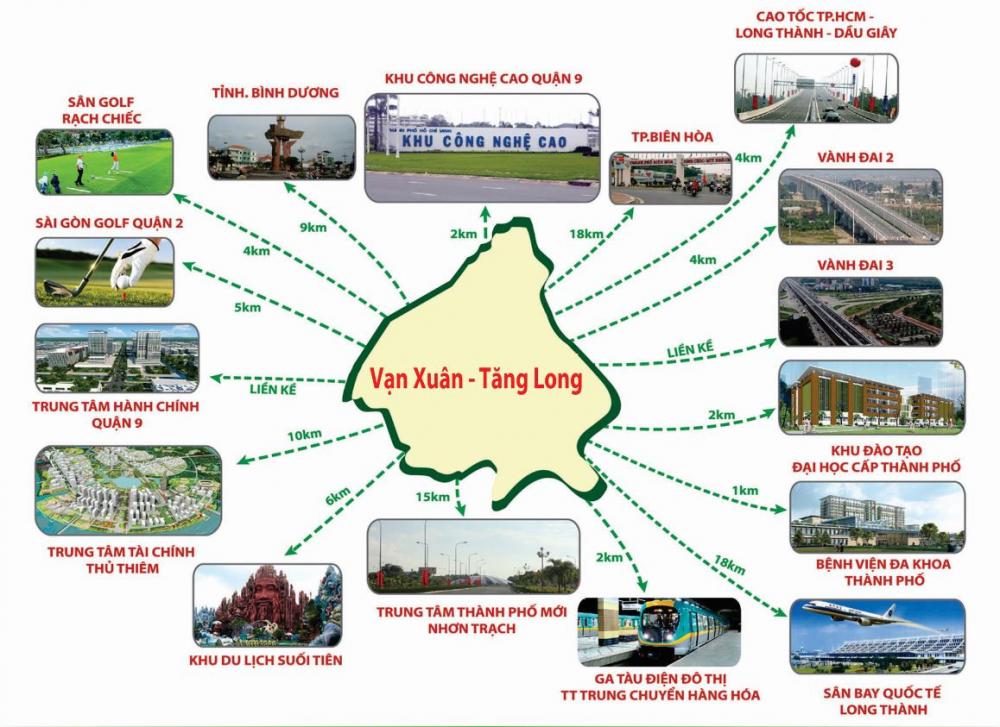 CAO TỐC TP.HCM -
LONG THÀNH - DẦU GIÂY
KHU CÔNG NGHỆ CAO QUẬN 9
TỈNH. BÌNH DƯƠNG
SÂN GOLF
RẠCH CHIẾC
KHU CÔNG NGHỆ CAO
TP.BIÊN HÒA
4km
VÀNH ĐAI 2
SÀI GÒN GOLF QUẬN 2
9km
2km
18km
4km
4km
VÀNH ĐAI 3
5km
LIỀN KỀ
Vạn Xuân - Tăng Long
LIỀN KỀ
TRUNG TÂM HÀNH CHÍNH
QUẬN 9
2km
10km
KHU ĐÀO TẠO
ĐẠI HỌC CẤP THÀNH PHỐ
6km
15km
1km
TRUNG TÂM TÀI CHÍNH
THỦ THIÊM
2km
18km
BỆNH VIỆN ĐA KHOA
THÀNH PHỐ
TRUNG TÂM THÀNH PHỐ MỚI
NHƠN TRẠCH
KHU DU LỊCH SUỐI TIÊN
GA TÀU ĐIỆN ĐÔ THỊ
TT TRUNG CHUYỂN HÀNG HÓA
SÂN BAY QUỐC TẾ
LONG THÀNH